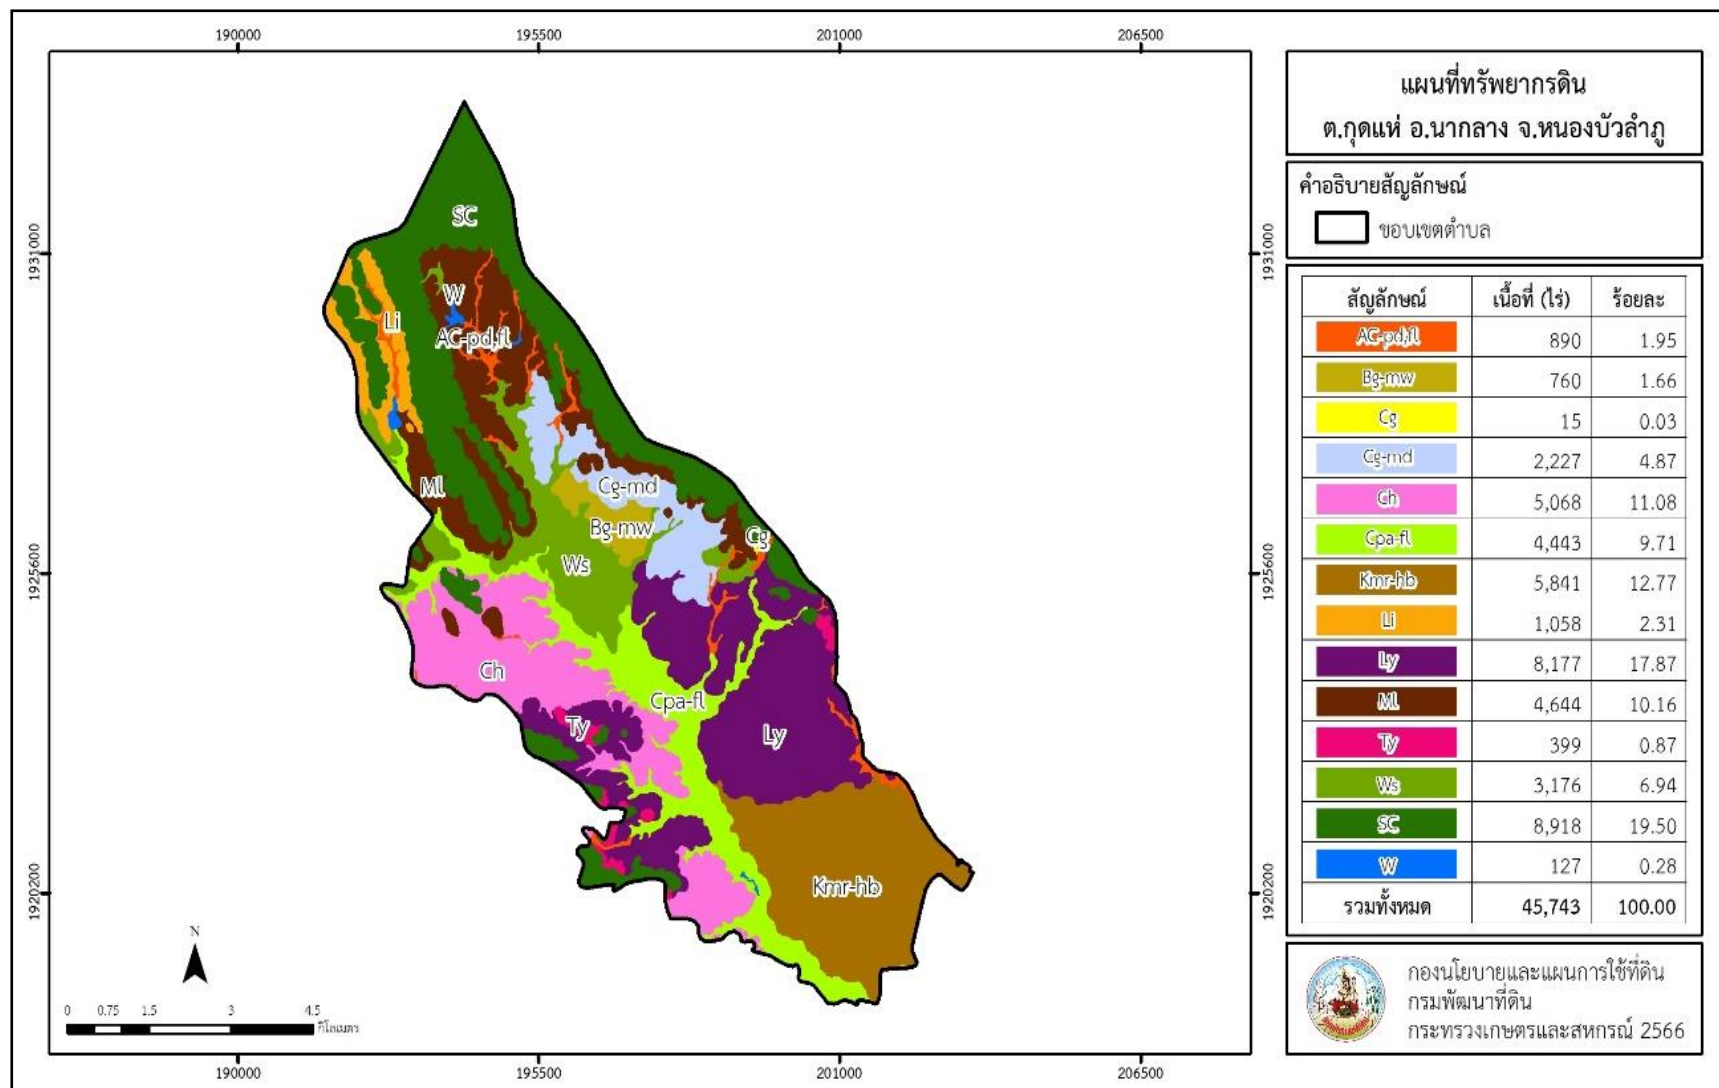 190000
195500
201000
206500
แผนที่ทรัพยากรดิน
ต.กุดแห่ อ.นากลาง จ.หนองบัวลำภู
คำอธิบายสัญลักษณ์
ขอบเขตตำบล
1931000
1931000
1925600
1925600
1920200
1920200
SC
W
Li
AC-pd,fl
Ml
Cg-md
Bg-mw
Cg
Ws
Ch
Cpa-fl
Ty
Ly
Kmr-hb
สัญลักษณ์ เนื้อที่ (ไร่) ร้อยละ
AC-pd,fl 890 1.95
Bg-mw 760 1.66
Cg 15 0.03
Cg-md 2,227 4.87
Ch 5,068 11.08
Cpa-fl 4,443 9.71
Kmr-hb 5,841 12.77
Li 1,058 2.31
Ly 8,177 17.87
Ml 4,644 10.16
Ty 399 0.87
Ws 3,176 6.94
SC 8,918 19.50
W 127 0.28
รวมทั้งหมด 45,743 100.00
N
0 0.75 1.5 3 4.5
กิโลเมตร
190000
195500
201000
206500
กองนโยบายและแผนการใช้ที่ดิน
กรมพัฒนาที่ดิน
กระทรวงเกษตรและสหกรณ์ 2566